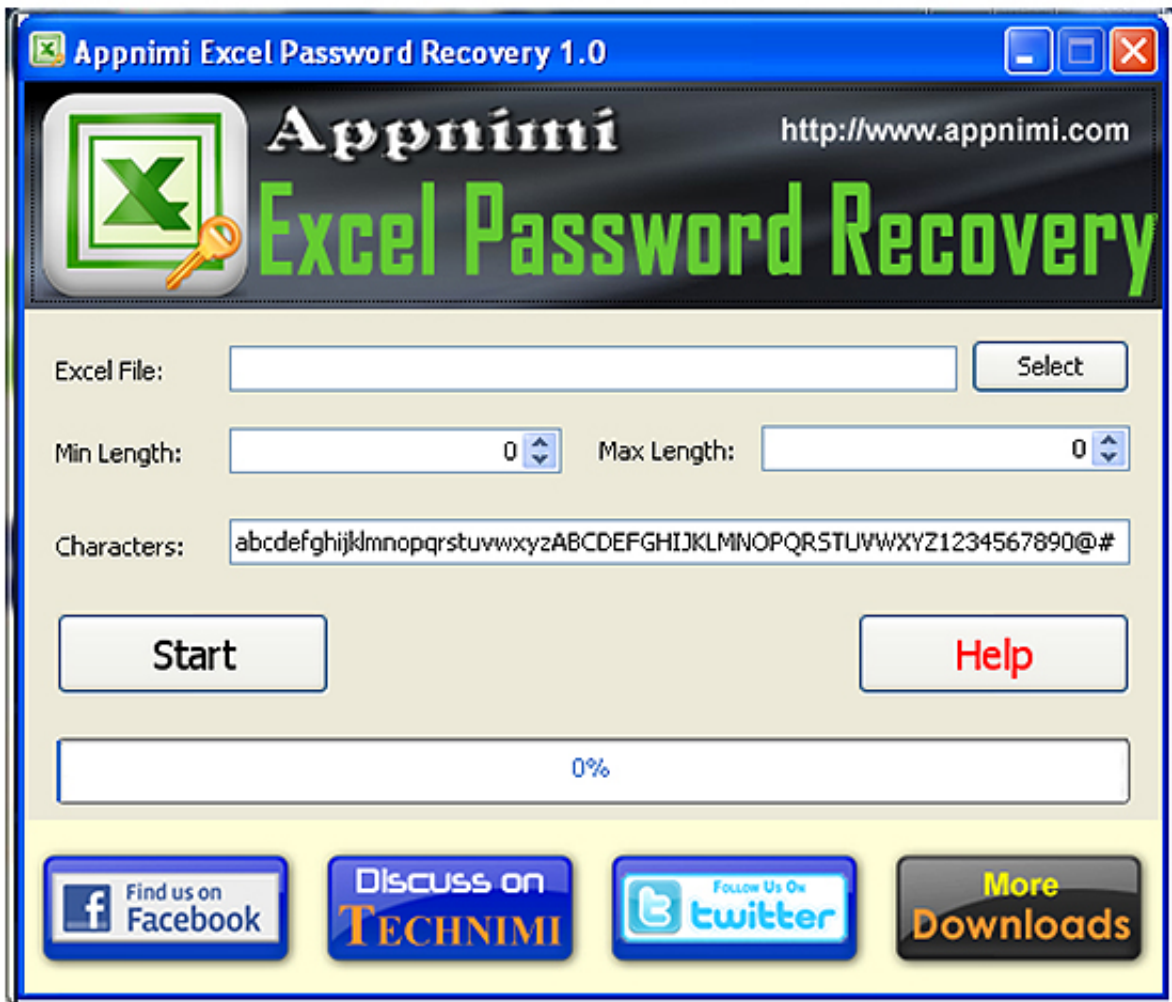 Appnimi Excel Password Recovery 1.0
Appnimi
http://www.appnimi.com
Excel Password Recovery
Excel File:
Select
Min Length:
0
Max Length:
0
Characters:
abcdefghijklmnopqrstuvwxyzABCDEFGHIJKLMNOPQRSTUVWXYZ1234567890@#
Start
Help
0%
Find us on
Facebook
Discuss on
TECHNIMI
Follow Us On
twitter
More
Downloads